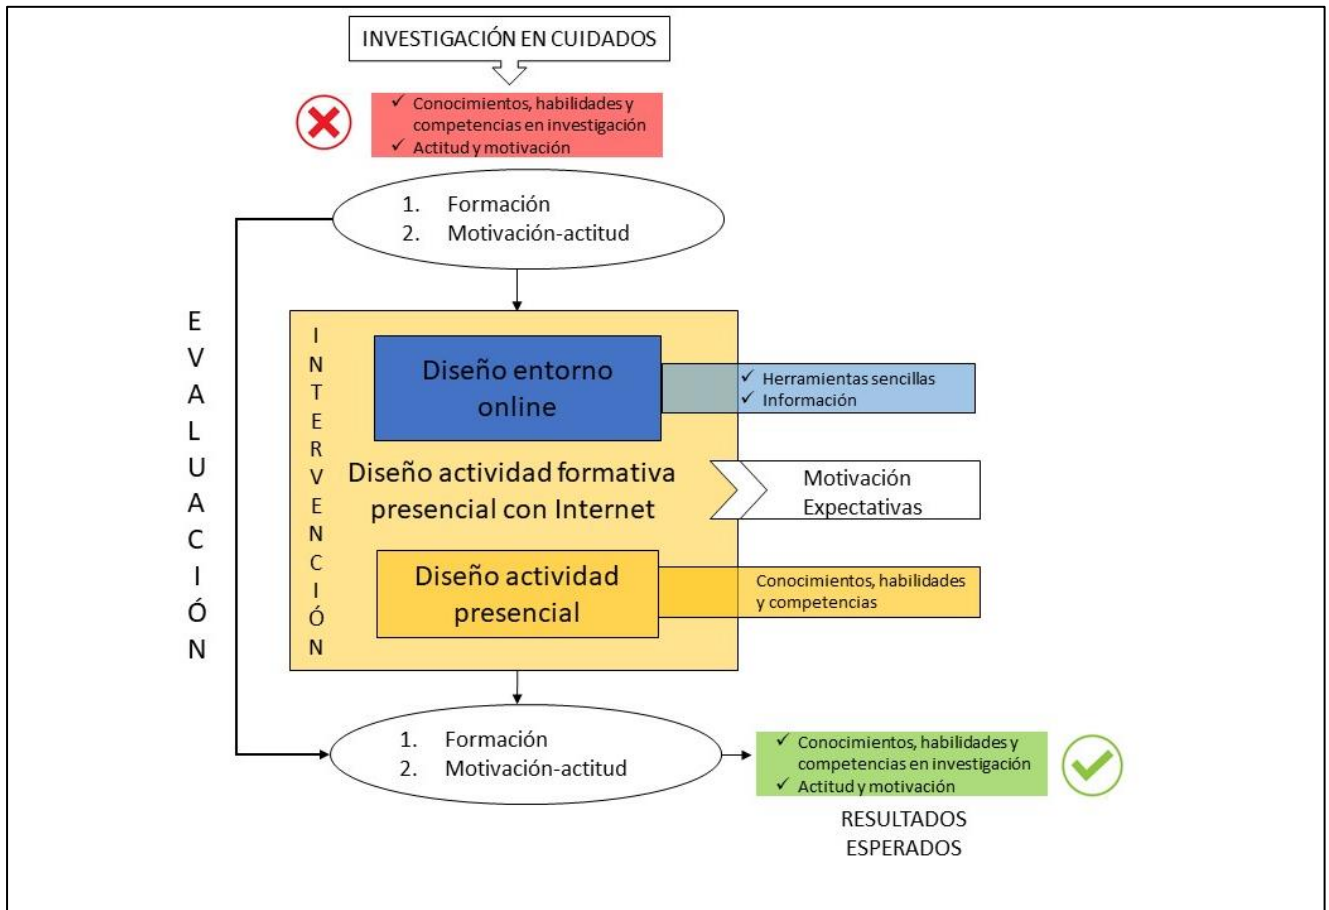 INVESTIGACIÓN EN CUIDADOS
✓ Conocimientos, habilidades y
competencias en investigación
✓ Actitud y motivación
1. Formación
2. Motivación-actitud
EVALUACIÓN
INTERVENCIÓN
Diseño entorno
online
✓ Herramientas sencillas
✓ Información
Diseño actividad formativa
presencial con Internet
Motivación
Expectativas
Diseño actividad
presencial
Conocimientos, habilidades
y competencias
1. Formación
2. Motivación-actitud
✓ Conocimientos, habilidades y
competencias en investigación
✓ Actitud y motivación
RESULTADOS
ESPERADOS